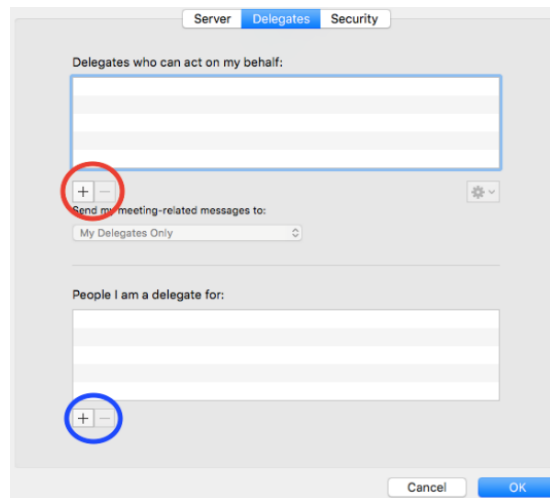 Server Delegates Security
Delegates who can act on my behalf:
+ −
Send my meeting-related messages to:
My Delegates Only
People I am a delegate for:
+ −
Cancel OK